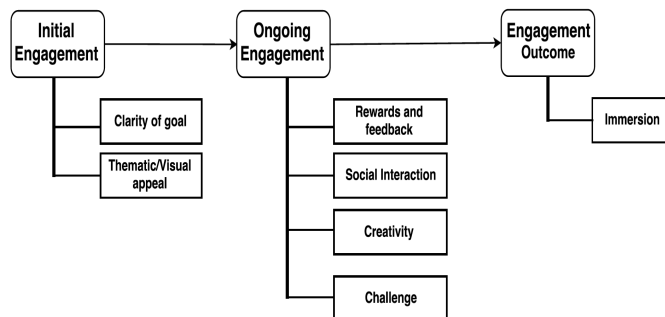 Initial
Engagement
Ongoing
Engagement
Engagement
Outcome
Clarity of goal
Thematic/Visual
appeal
Rewards and
feedback
Social Interaction
Creativity
Challenge
Immersion